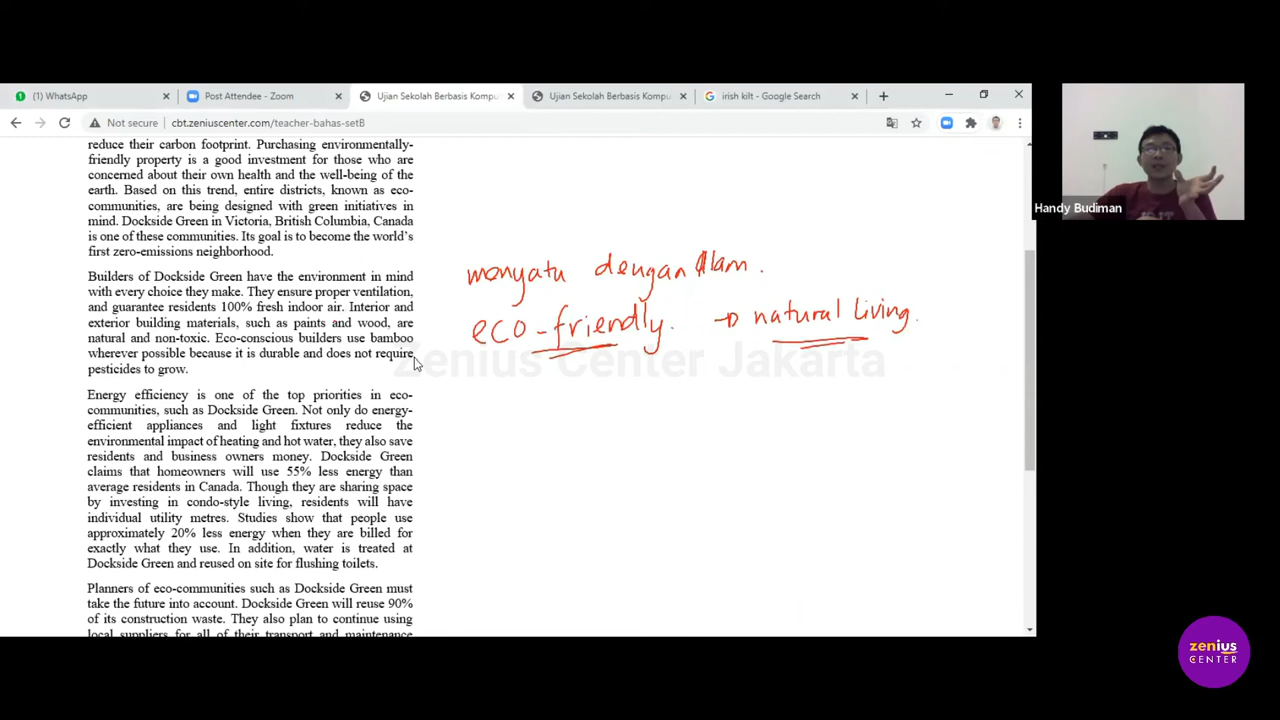 (1) WhatsApp
Post Attendee - Zoom
Ujian Sekolah Berbasis Kompu
Ujian Sekolah Berbasis Kompu
irish kilt - Google Search
Not secure
cbt.zeniuscenter.com/teacher-bahas-setB
reduce their carbon footprint. Purchasing environmentally-
friendly property is a good investment for those who are
concerned about their own health and the well-being of the
earth. Based on this trend, entire districts, known as eco-
communities, are being designed with green initiatives in
mind. Dockside Green in Victoria, British Columbia, Canada
is one of these communities. Its goal is to become the world's
first zero-emissions neighborhood.
Builders of Dockside Green have the environment in mind
with every choice they make. They ensure proper ventilation,
and guarantee residents 100% fresh indoor air. Interior and
exterior building materials, such as paints and wood, are
natural and non-toxic. Eco-conscious builders use bamboo
wherever possible because it is durable and does not require
pesticides to grow.
Energy efficiency is one of the top priorities in eco-
communities, such as Dockside Green. Not only do energy-
efficient appliances and light fixtures reduce the
environmental impact of heating and hot water, they also save
residents and business owners money. Dockside Green
claims that homeowners will use 55% less energy than
average residents in Canada. Though they are sharing space
by investing in condo-style living, residents will have
individual utility metres. Studies show that people use
approximately 20% less energy when they are billed for
exactly what they use. In addition, water is treated at
Dockside Green and reused on site for flushing toilets.
Planners of eco-communities such as Dockside Green must
take the future into account. Dockside Green will reuse 90%
of its construction waste. They also plan to continue using
local suppliers for all of their transport and maintenance
menyatu dengan Alam.
eco-friendly. → natural living.
Zenius Center Jakarta
Handy Budiman
zenius
CENTER